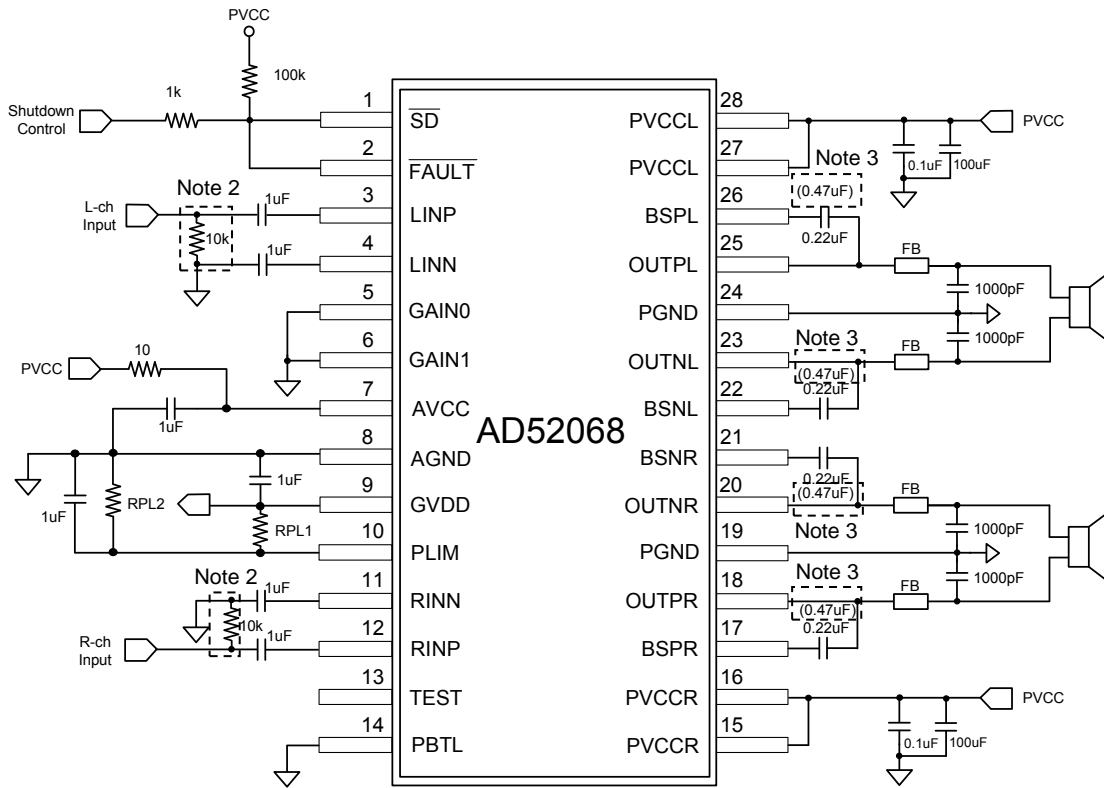 PVCC
100k
1k
Shutdown
Control
1
SD
2
FAULT
Note 2
L-ch
Input
10k
1uF
3
LINP
1uF
4
LINN
5
GAIN0
6
GAIN1
PVCC
10
7
AVCC
1uF
8
AGND
1uF
RPL2
1uF
9
GVDD
RPL1
10
PLIM
Note 2
1uF
11
RINN
10k
1uF
R-ch
Input
12
RINP
13
TEST
14
PBTL
AD52068
28
PVCCL
PVCC
0.1uF
100uF
27
PVCCL
Note 3
(0.47uF)
26
BSPL
0.22uF
25
OUTPL
FB
1000pF
24
PGND
1000pF
23
OUTNL
Note 3
FB
(0.47uF)
0.22uF
22
BSNL
21
BSNR
0.22uF
(0.47uF)
20
OUTNR
FB
Note 3
1000pF
19
PGND
1000pF
Note 3
18
OUTPR
FB
(0.47uF)
0.22uF
17
BSPR
16
PVCCR
PVCC
0.1uF
100uF
15
PVCCR